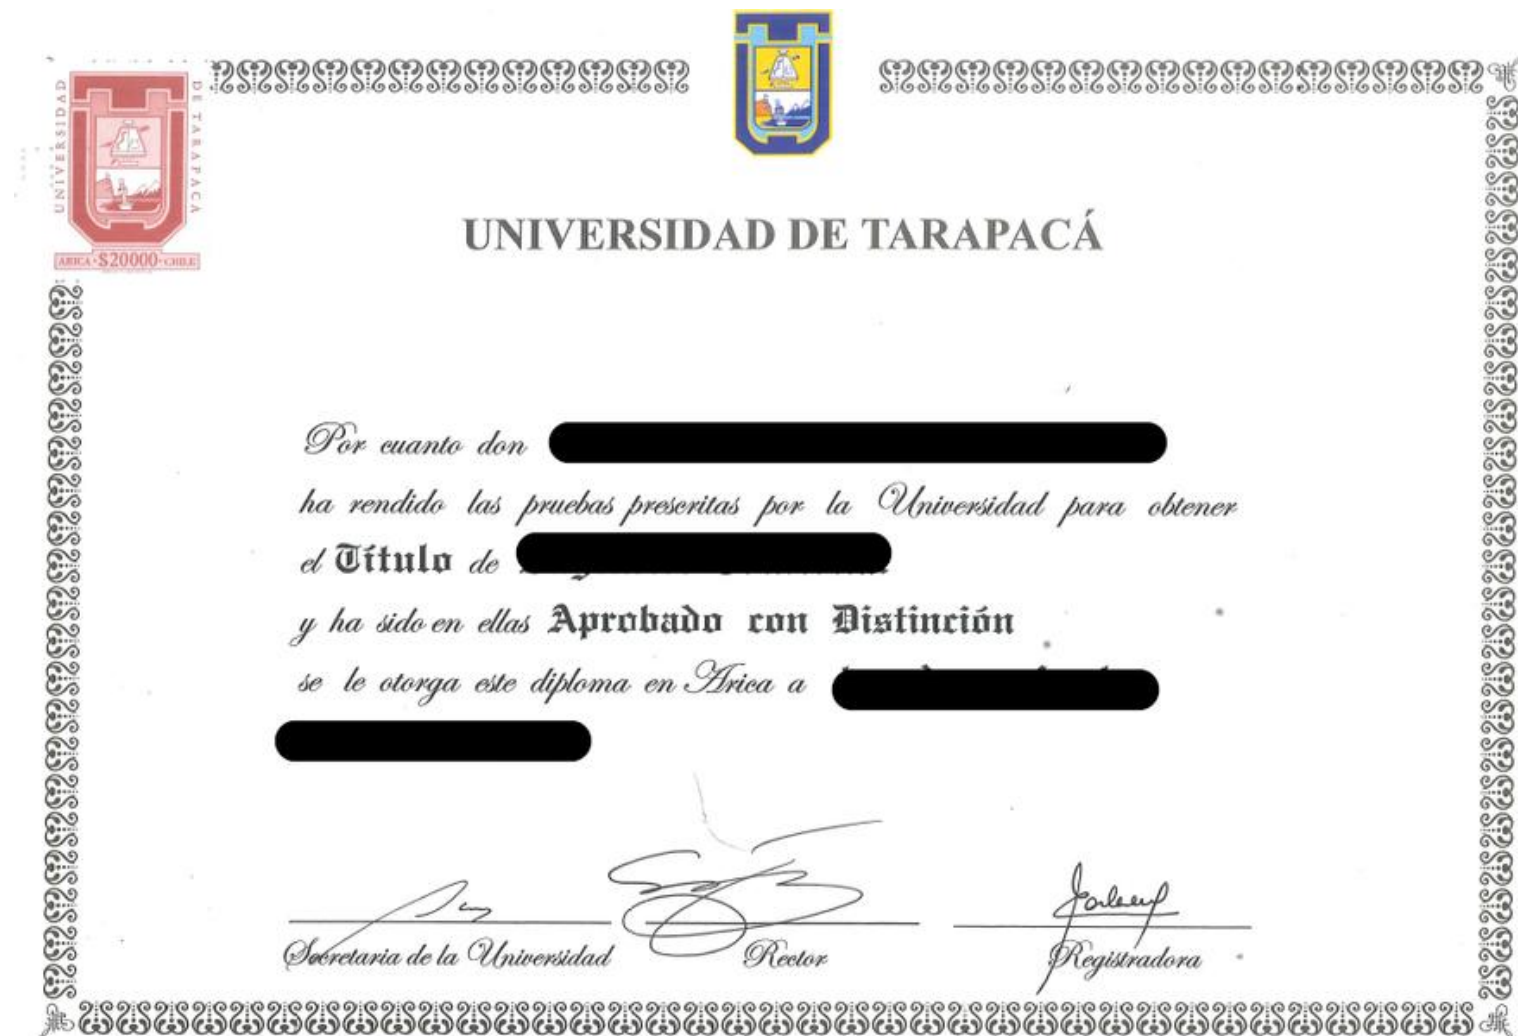 UNIVERSIDAD DE TARAPACÁ
ARICA · $20000 · CHILE
UNIVERSIDAD DE TARAPACÁ
Por cuanto don
ha rendido las pruebas prescritas por la Universidad para obtener
el Título de
y ha sido en ellas Aprobado con Distinción
se le otorga este diploma en Arica a
Secretaria de la Universidad
Rector
Registradora